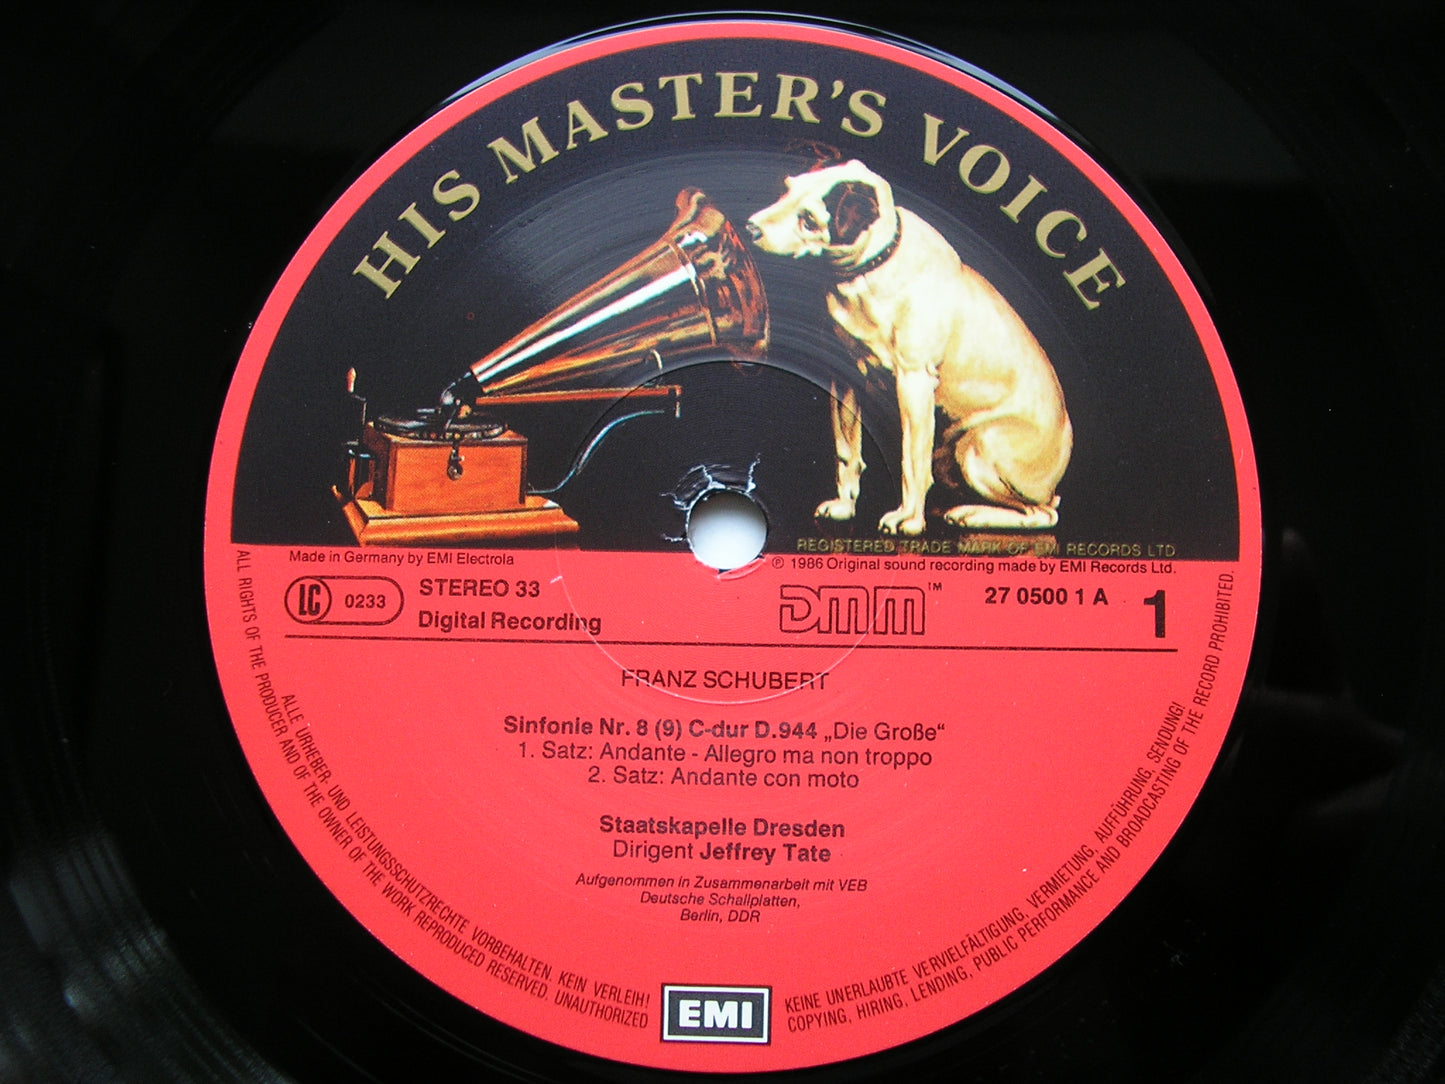 HIS MASTER'S VOICE
REGISTERED TRADE MARK OF EMI RECORDS LTD.
Made in Germany by EMI Electrola
℗ 1986 Original sound recording made by EMI Records Ltd.
LC 0233
STEREO 33
Digital Recording
DMM™
27 0500 1 A
1
FRANZ SCHUBERT
Sinfonie Nr. 8 (9) C-dur D.944 „Die Große“
1. Satz: Andante - Allegro ma non troppo
2. Satz: Andante con moto
Staatskapelle Dresden
Dirigent Jeffrey Tate
Aufgenommen in Zusammenarbeit mit VEB
Deutsche Schallplatten,
Berlin, DDR
ALLE URHEBER- UND LEISTUNGSSCHUTZRECHTE VORBEHALTEN. KEIN VERLEIH! KEINE UNERLAUBTE VERVIELFÄLTIGUNG, VERMIETUNG, AUFFÜHRUNG, SENDUNG!
ALL RIGHTS OF THE PRODUCER AND OF THE OWNER OF THE WORK REPRODUCED RESERVED. UNAUTHORIZED COPYING, HIRING, LENDING, PUBLIC PERFORMANCE AND BROADCASTING OF THE RECORD PROHIBITED.
EMI